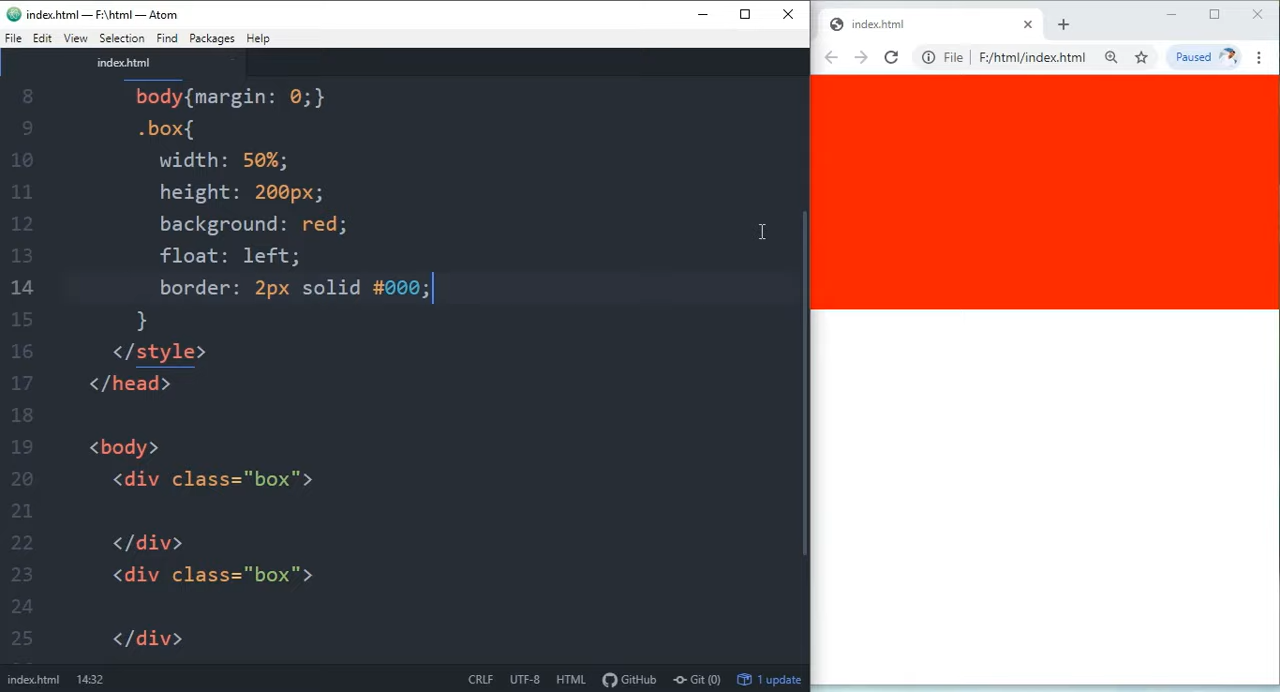 index.html — F:\html — Atom
File Edit View Selection Find Packages Help
index.html
8 body{margin: 0;}
9 .box{
10 width: 50%;
11 height: 200px;
12 background: red;
13 float: left;
14 border: 2px solid #000;
15 }
16 </style>
17 </head>
18
19 <body>
20 <div class="box">
21
22 </div>
23 <div class="box">
24
25 </div>
index.html 14:32 CRLF UTF-8 HTML GitHub Git (0) 1 update
index.html
File F:/html/index.html Paused